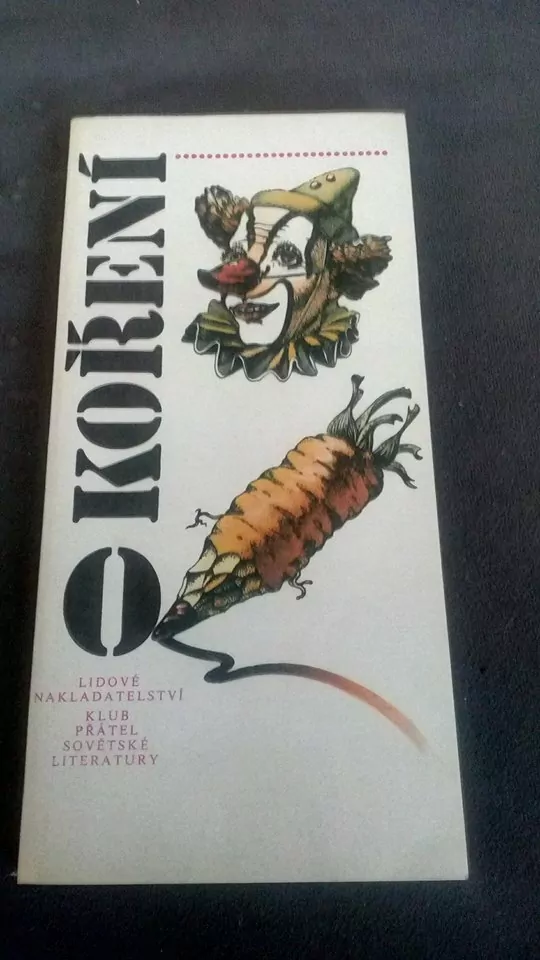 O KOŘENÍ
LIDOVÉ
NAKLADATELSTVÍ
KLUB
PŘÁTEL
SOVĚTSKÉ
LITERATURY